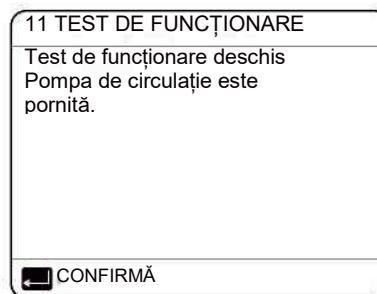 11 TEST DE FUNCȚIONARE
Test de funcționare deschis
Pompa de circulație este
pornită.
CONFIRMĂ